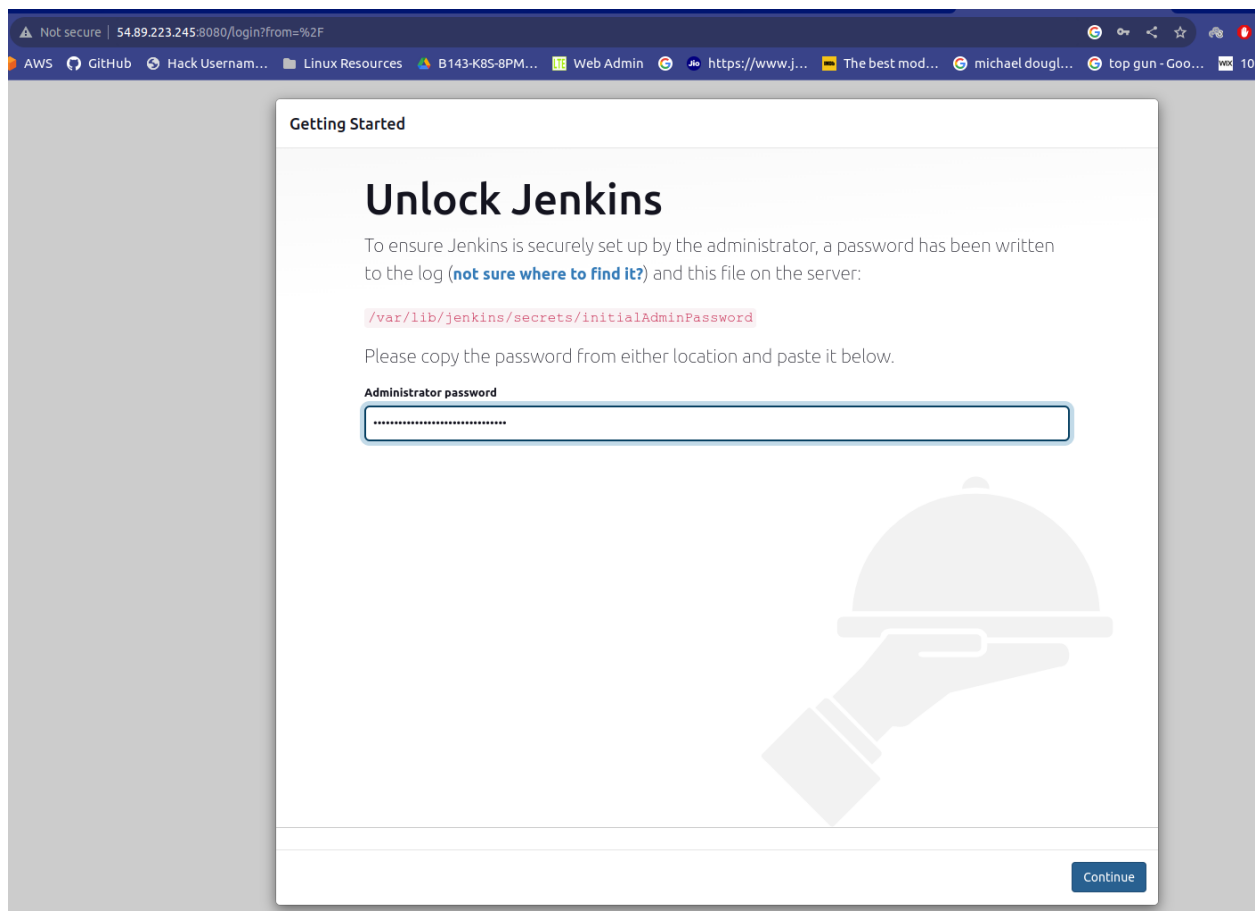 Not secure | 54.89.223.245:8080/login?from=%2F
AWS GitHub Hack Usernam... Linux Resources B143-K8S-8PM... LTE Web Admin Jio https://www.j... The best mod... michael dougl... top gun - Goo... WIX 10
Getting Started
Unlock Jenkins
To ensure Jenkins is securely set up by the administrator, a password has been written
to the log (not sure where to find it?) and this file on the server:
/var/lib/jenkins/secrets/initialAdminPassword
Please copy the password from either location and paste it below.
Administrator password
Continue